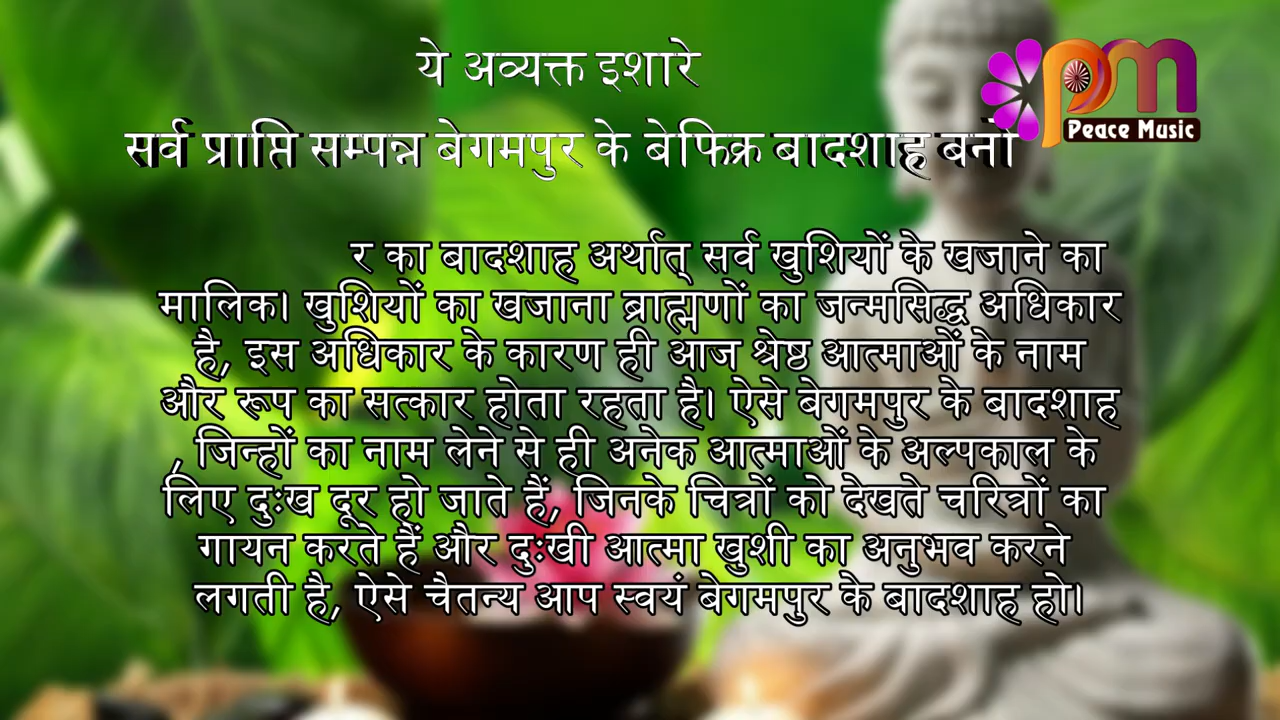 ये अव्यक्त इशारे
सर्व प्राप्ति सम्पन्न बेगमपुर के बेफिक्र बादशाह बनो
pm
Peace Music
र का बादशाह अर्थात् सर्व खुशियों के खजाने का
मालिक। खुशियों का खजाना ब्राह्मणों का जन्मसिद्ध अधिकार
है, इस अधिकार के कारण ही आज श्रेष्ठ आत्माओं के नाम
और रूप का सत्कार होता रहता है। ऐसे बेगमपुर के बादशाह
, जिन्हों का नाम लेने से ही अनेक आत्माओं के अल्पकाल के
लिए दुःख दूर हो जाते हैं, जिनके चित्रों को देखते चरित्रों का
गायन करते हैं और दुःखी आत्मा खुशी का अनुभव करने
लगती है, ऐसे चैतन्य आप स्वयं बेगमपुर के बादशाह हो।